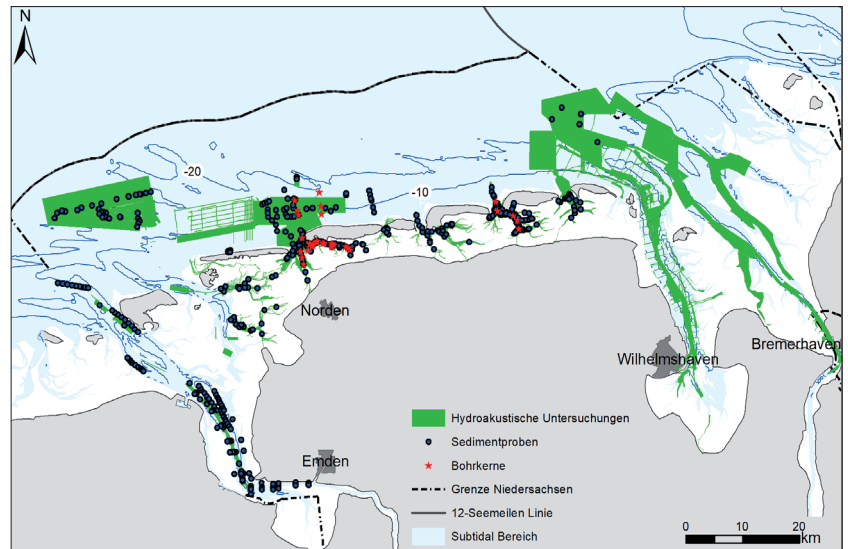 N
-20
-10
Norden
Wilhelmshaven
Bremerhaven
Emden
Hydroakustische Untersuchungen
Sedimentproben
Bohrkerne
Grenze Niedersachsen
12-Seemeilen Linie
Subtidal Bereich
0 10 20
km